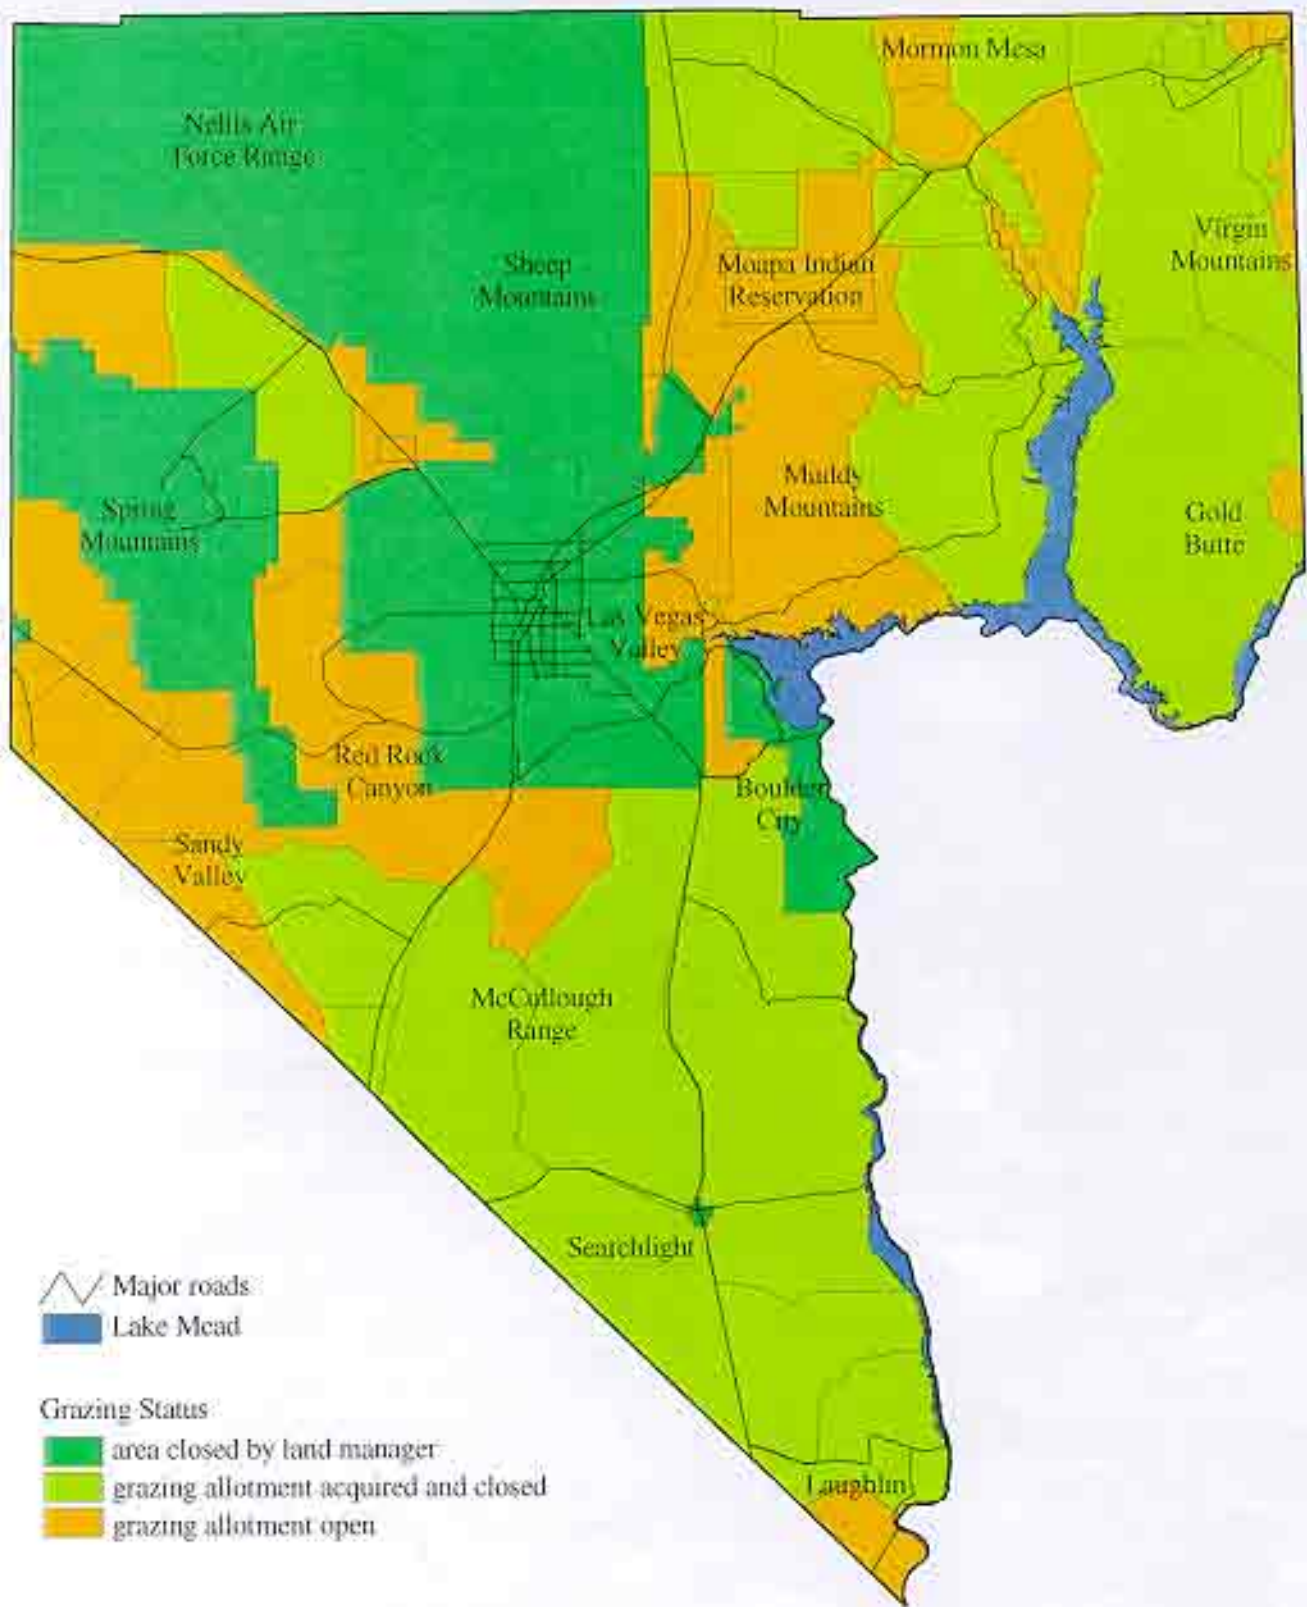 Mormon Mesa
Nellis Air
Force Range
Virgin
Mountains
Sheep
Mountains
Moapa Indian
Reservation
Muddy
Mountains
Spring
Mountains
Gold
Butte
Las Vegas
Valley
Red Rock
Canyon
Boulder
City
Sandy
Valley
McCullough
Range
Searchlight
Major roads
Lake Mead
Grazing Status
area closed by land manager
grazing allotment acquired and closed
grazing allotment open
Laughlin